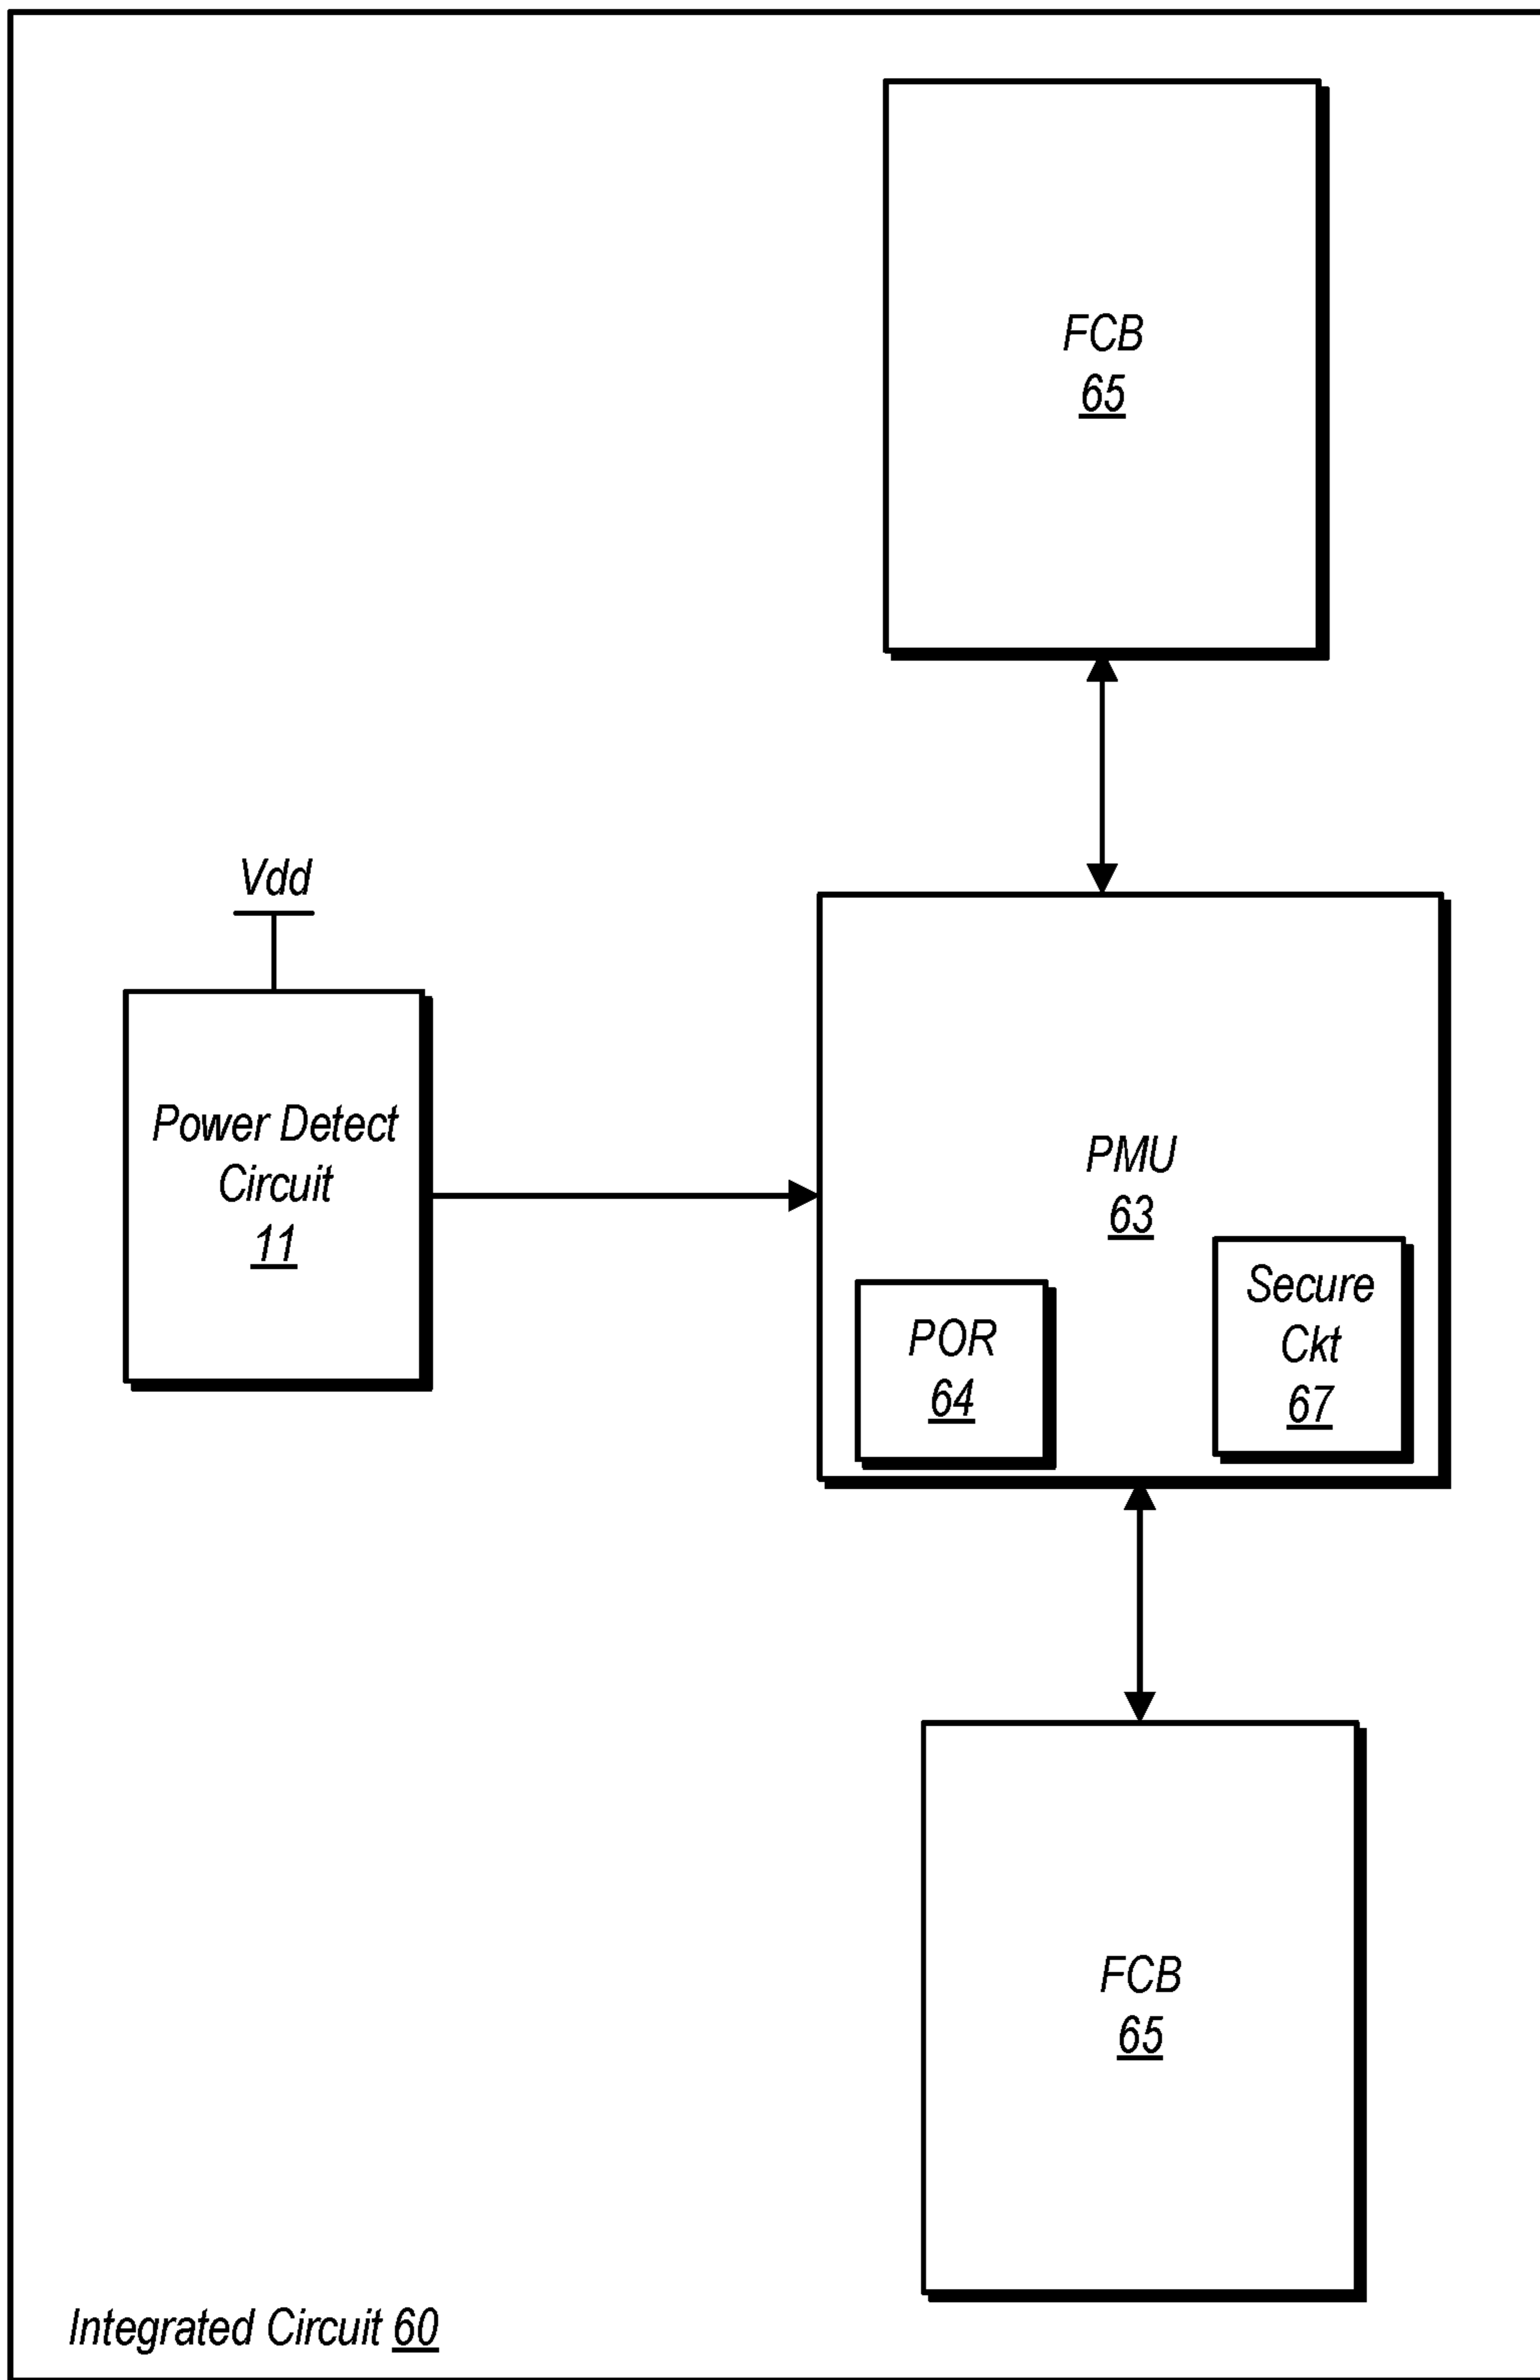 FCB
65
Vdd
Power Detect
Circuit
11
PMU
63
POR
64
Secure
Ckt
67
FCB
65
Integrated Circuit 60